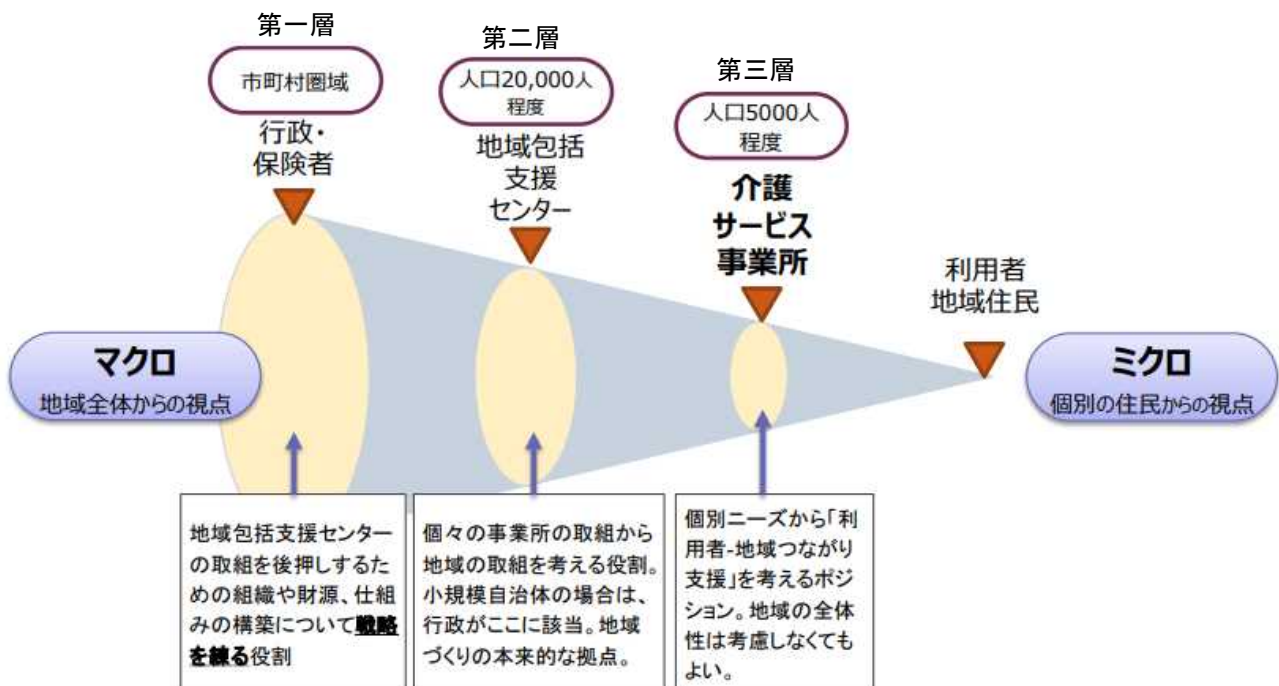 第一層
市町村圏域
行政・
保険者
第二層
人口20,000人
程度
地域包括
支援
センター
第三層
人口5000人
程度
介護
サービス
事業所
利用者
地域住民
マクロ
地域全体からの視点
ミクロ
個別の住民からの視点
地域包括支援センター
の取組を後押しするた
めの組織や財源、仕組
みの構築について戦略
を練る役割
個々の事業所の取組から
地域の取組を考える役割。
小規模自治体の場合は、
行政がここに該当。地域
づくりの本来的な拠点。
個別ニーズから「利
用者-地域つながり
支援」を考えるポジ
ション。地域の全体
性は考慮しなくても
よい。